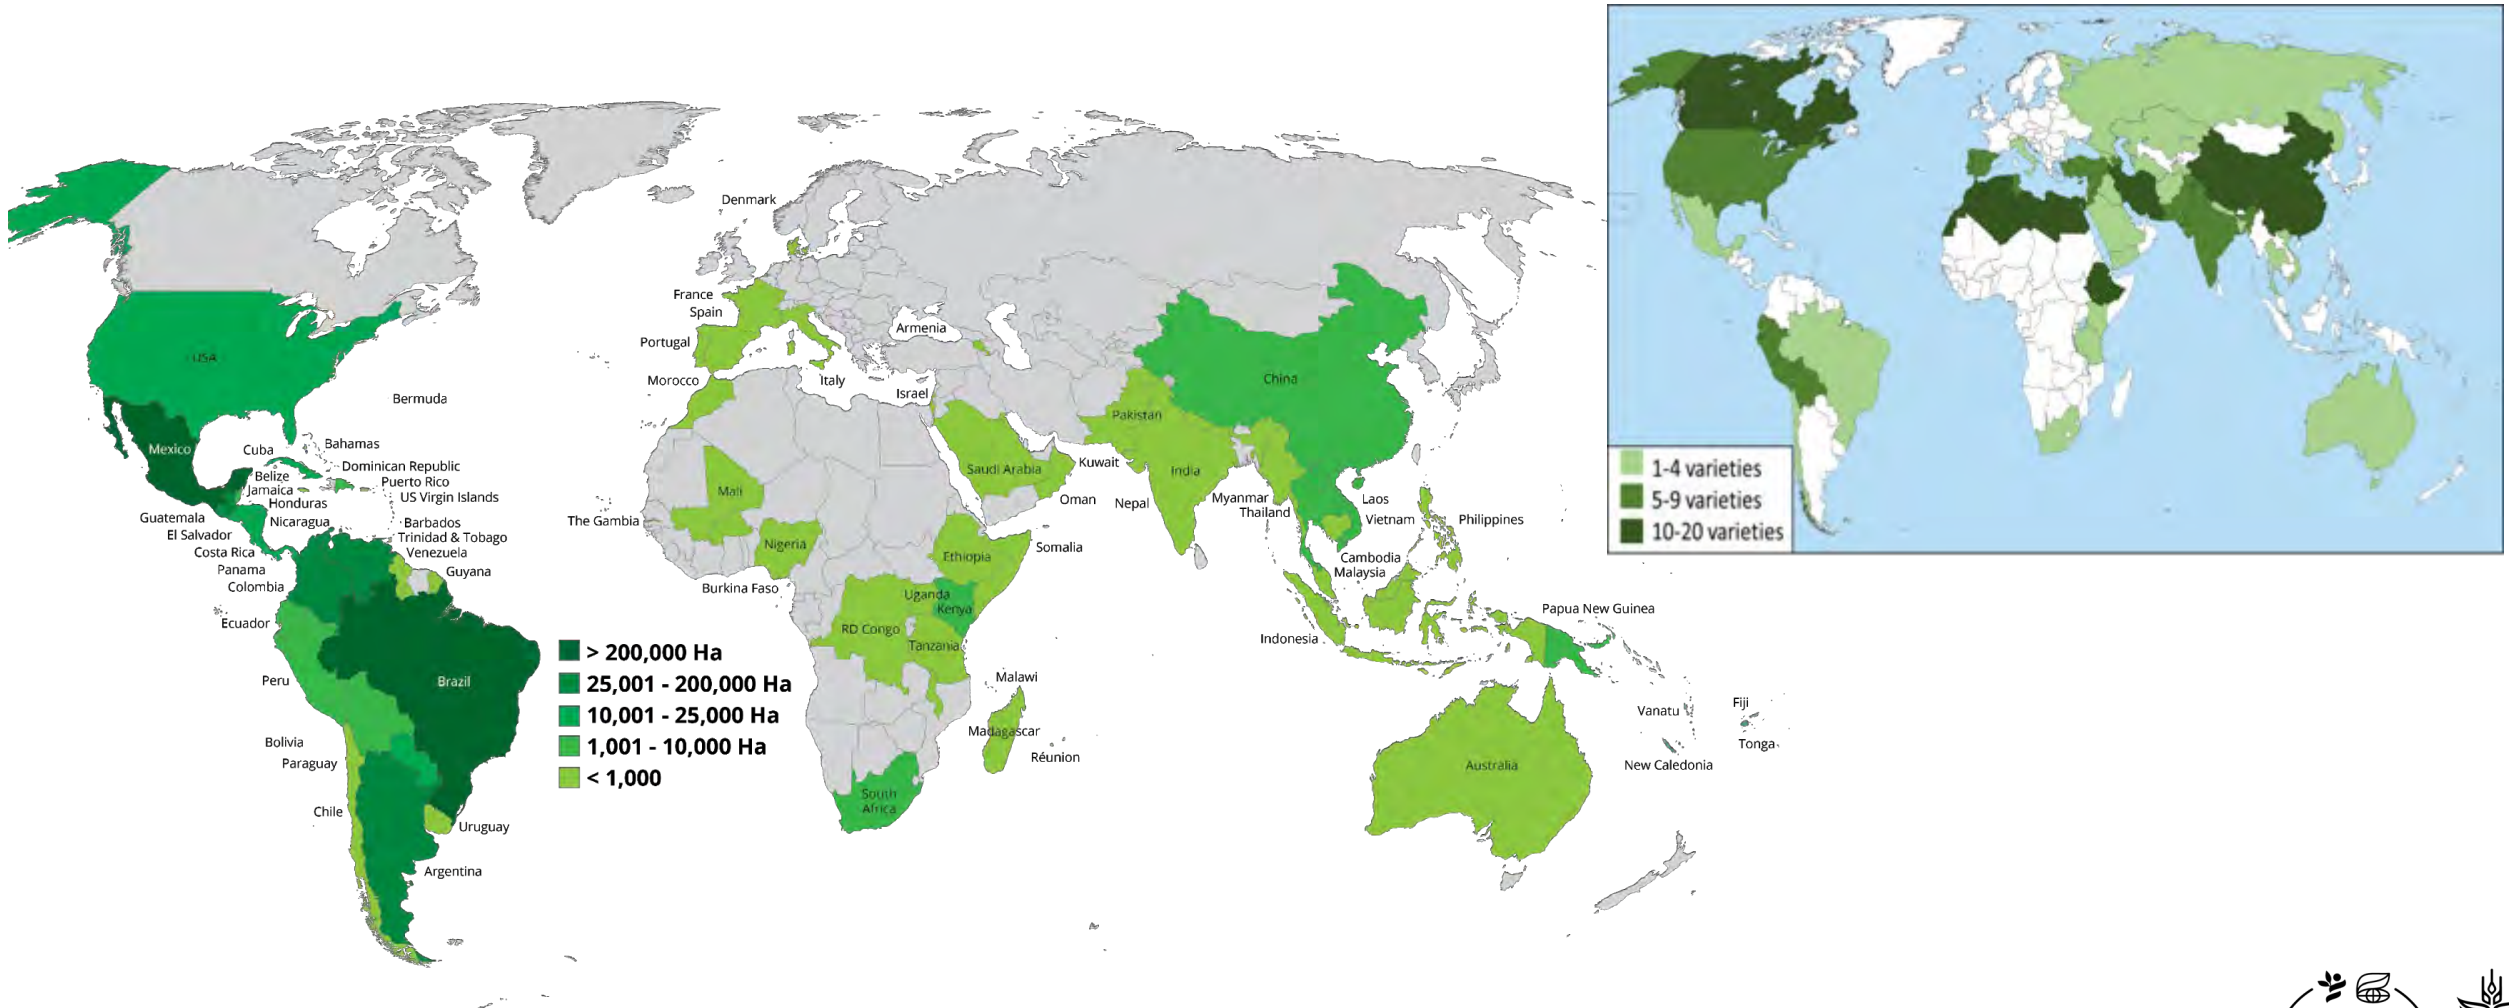 Denmark
France
Spain
Portugal
Armenia
Morocco
Italy
Israel
USA
Bermuda
China
Pakistan
Mexico
Cuba
Bahamas
Dominican Republic
Belize
Puerto Rico
Jamaica
US Virgin Islands
Honduras
Guatemala
Nicaragua
Barbados
El Salvador
Trinidad & Tobago
Costa Rica
Venezuela
Panama
Guyana
Colombia
Ecuador
Peru
Brazil
Bolivia
Paraguay
Chile
Uruguay
Argentina
Saudi Arabia
Kuwait
India
Mali
Oman
Nepal
Myanmar
Laos
The Gambia
Thailand
Vietnam
Philippines
Nigeria
Ethiopia
Somalia
Burkina Faso
Cambodia
Malaysia
Uganda
Kenya
RD Congo
Tanzania
Indonesia
Papua New Guinea
Malawi
Madagascar
Réunion
South
Africa
Australia
Vanatu
Fiji
Tonga
New Caledonia
> 200,000 Ha
25,001 - 200,000 Ha
10,001 - 25,000 Ha
1,001 - 10,000 Ha
< 1,000
1-4 varieties
5-9 varieties
10-20 varieties